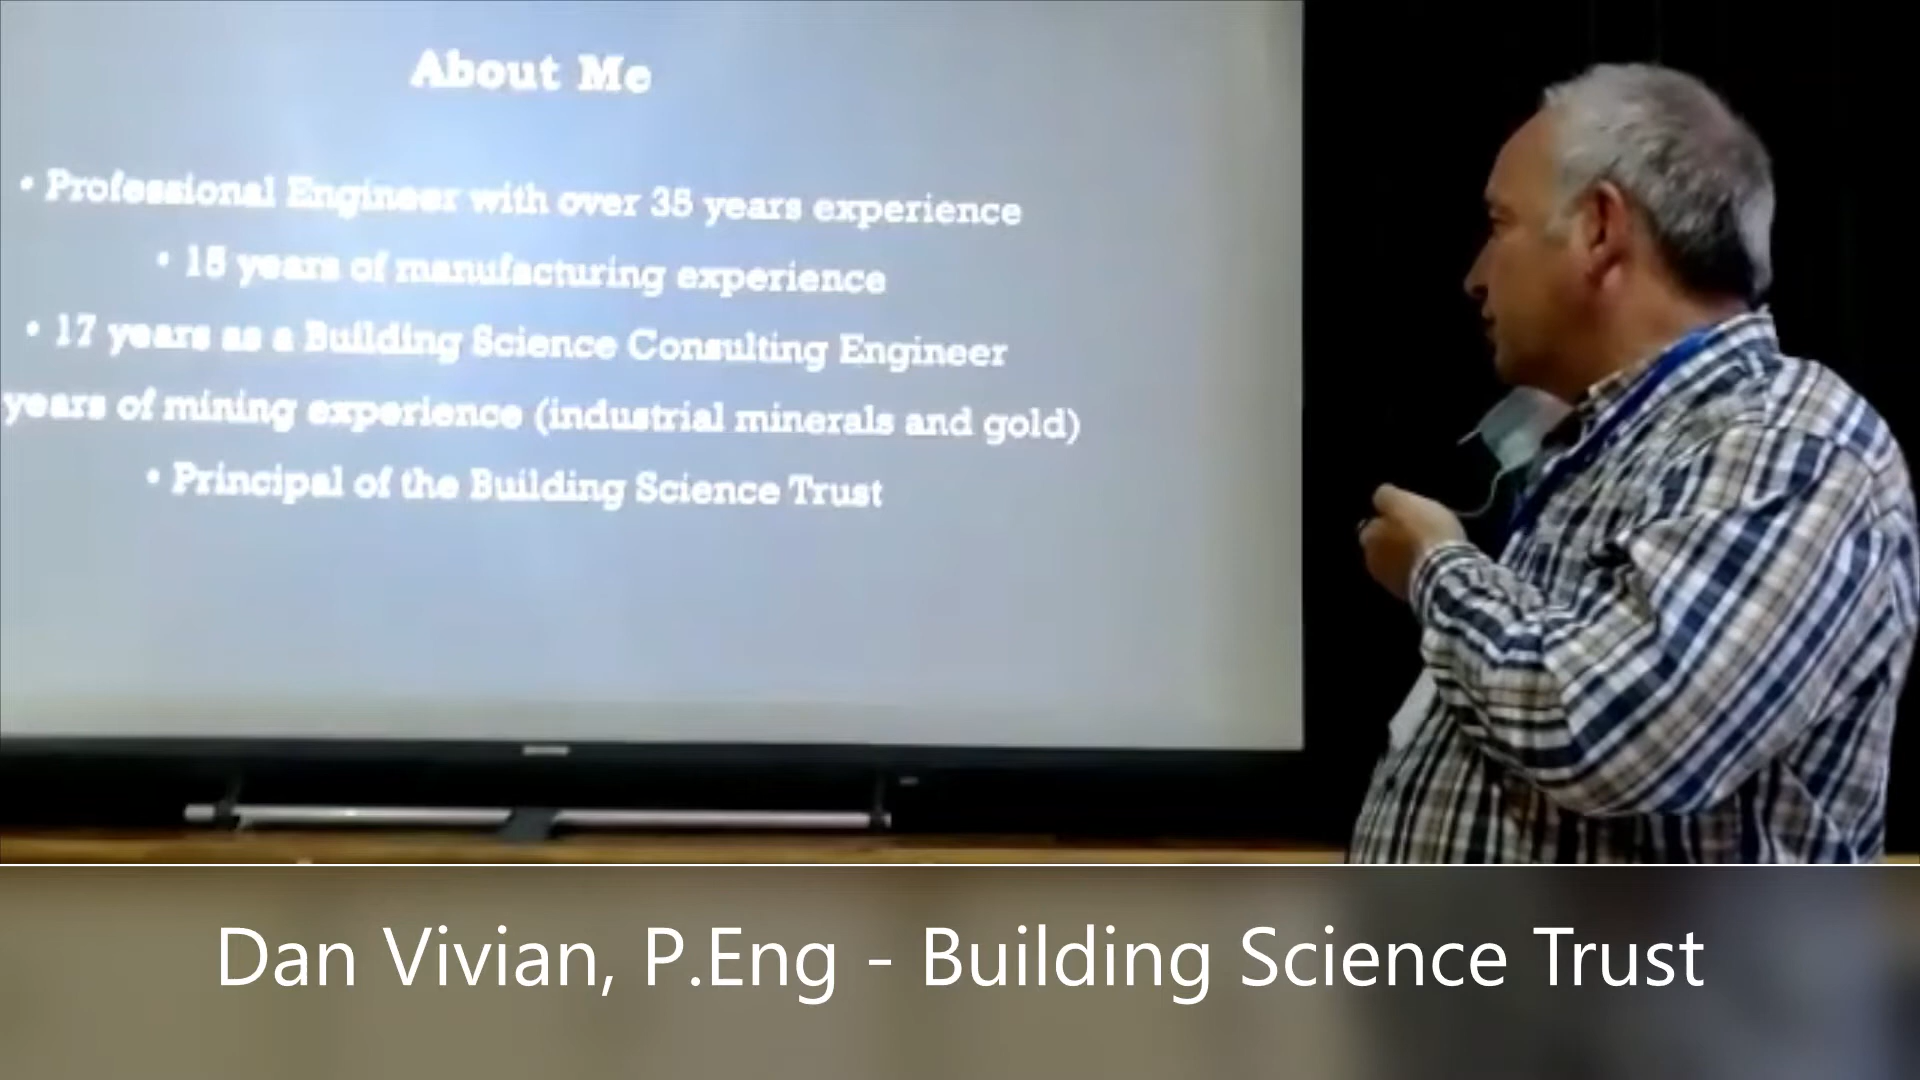 About Me
• Professional Engineer with over 35 years experience
• 15 years of manufacturing experience
• 17 years as a Building Science Consulting Engineer
years of mining experience (industrial minerals and gold)
• Principal of the Building Science Trust
Dan Vivian, P.Eng - Building Science Trust